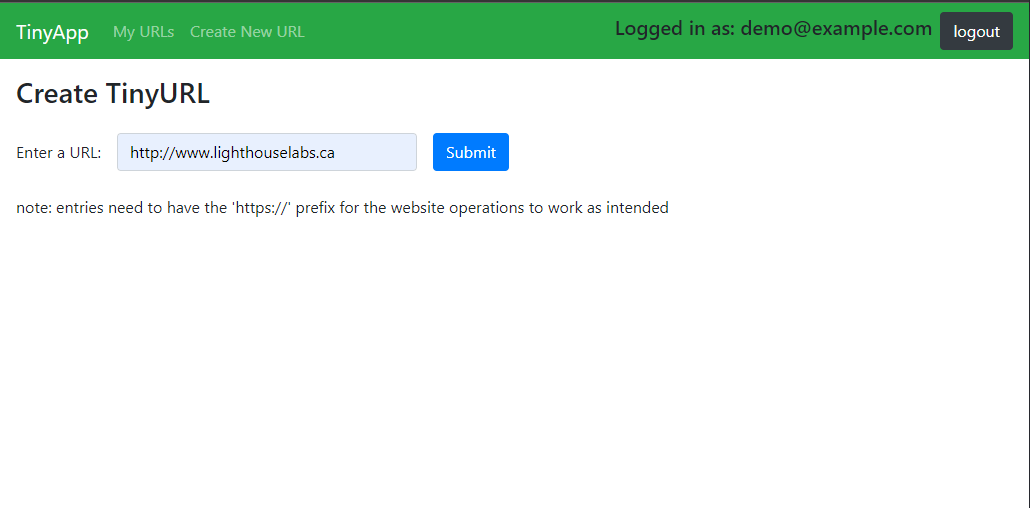 TinyApp My URLs Create New URL Logged in as: demo@example.com logout
Create TinyURL
Enter a URL: http://www.lighthouselabs.ca Submit
note: entries need to have the 'https://' prefix for the website operations to work as intended